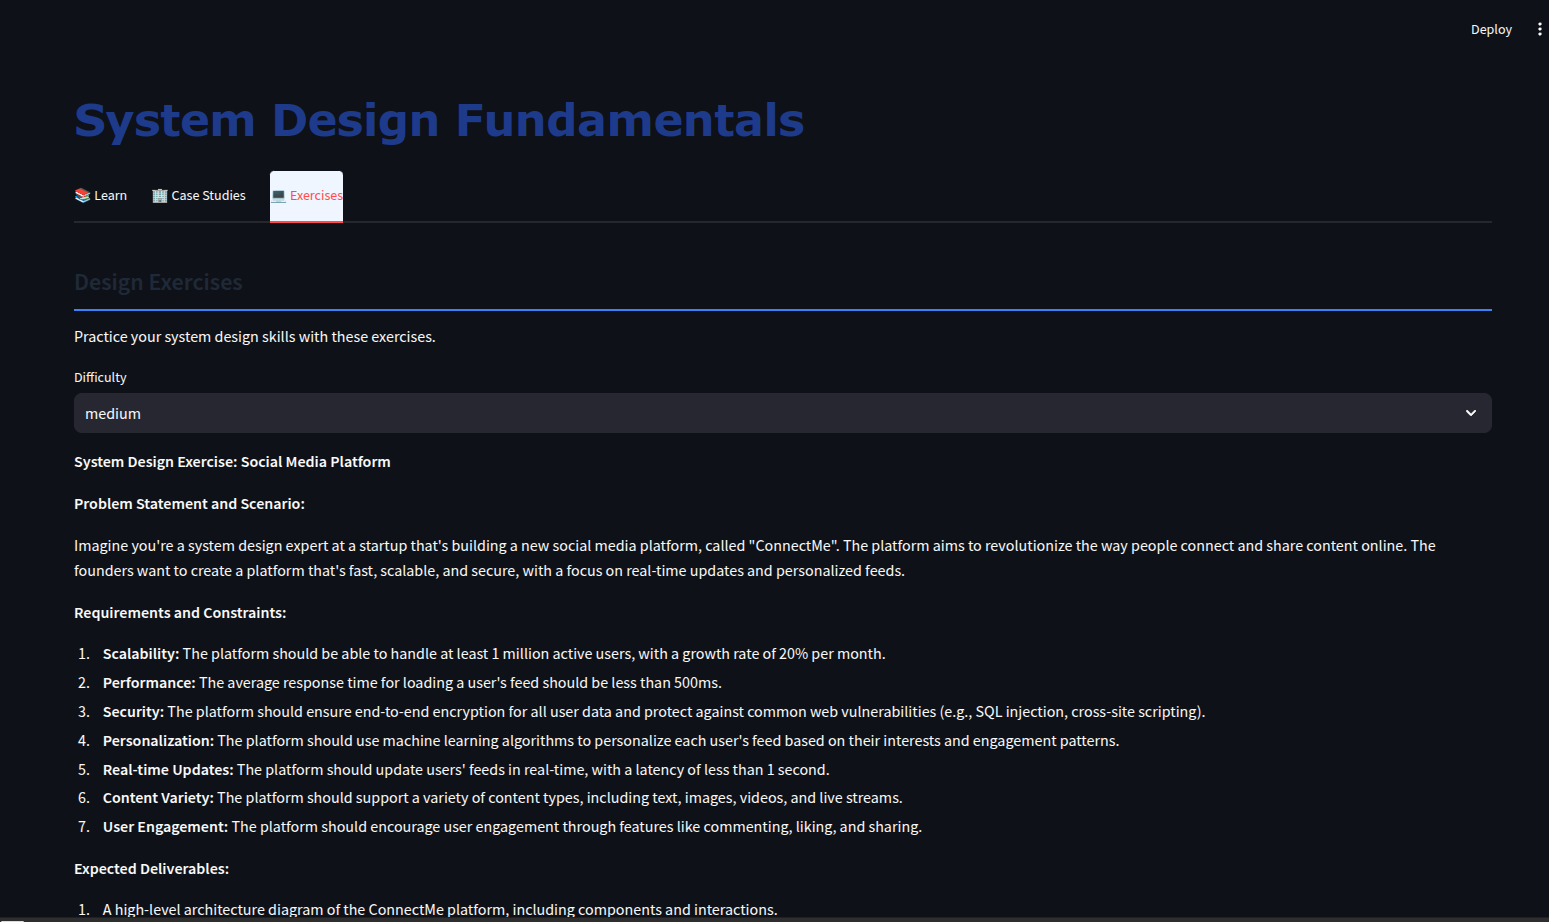 Deploy
System Design Fundamentals
📚 Learn 🏢 Case Studies 💻 Exercises
Design Exercises
Practice your system design skills with these exercises.
Difficulty
medium
System Design Exercise: Social Media Platform
Problem Statement and Scenario:
Imagine you're a system design expert at a startup that's building a new social media platform, called "ConnectMe". The platform aims to revolutionize the way people connect and share content online. The
founders want to create a platform that's fast, scalable, and secure, with a focus on real-time updates and personalized feeds.
Requirements and Constraints:
1. Scalability: The platform should be able to handle at least 1 million active users, with a growth rate of 20% per month.
2. Performance: The average response time for loading a user's feed should be less than 500ms.
3. Security: The platform should ensure end-to-end encryption for all user data and protect against common web vulnerabilities (e.g., SQL injection, cross-site scripting).
4. Personalization: The platform should use machine learning algorithms to personalize each user's feed based on their interests and engagement patterns.
5. Real-time Updates: The platform should update users' feeds in real-time, with a latency of less than 1 second.
6. Content Variety: The platform should support a variety of content types, including text, images, videos, and live streams.
7. User Engagement: The platform should encourage user engagement through features like commenting, liking, and sharing.
Expected Deliverables:
1. A high-level architecture diagram of the ConnectMe platform, including components and interactions.